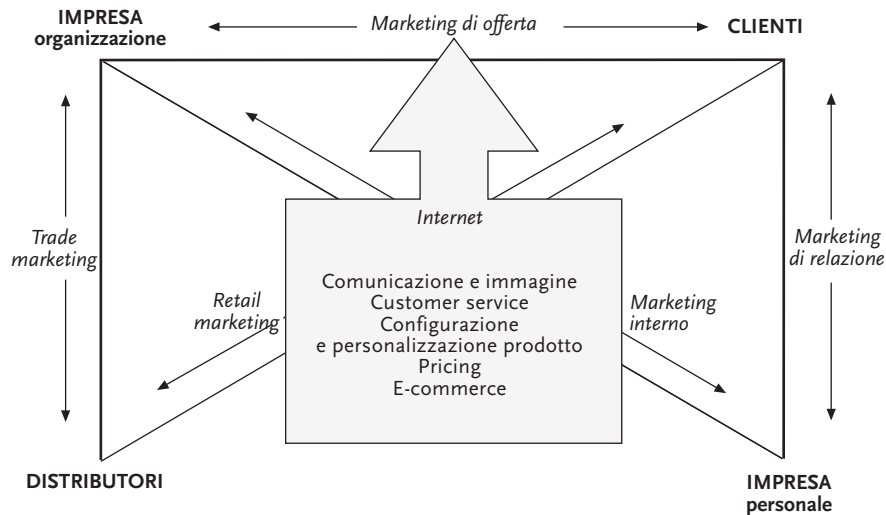 IMPRESA
organizzazione
Marketing di offerta
CLIENTI
Trade
marketing
Internet
Marketing
di relazione
Comunicazione e immagine
Customer service
Configurazione
e personalizzazione prodotto
Pricing
E-commerce
Retail
marketing
Marketing
interno
DISTRIBUTORI
IMPRESA
personale